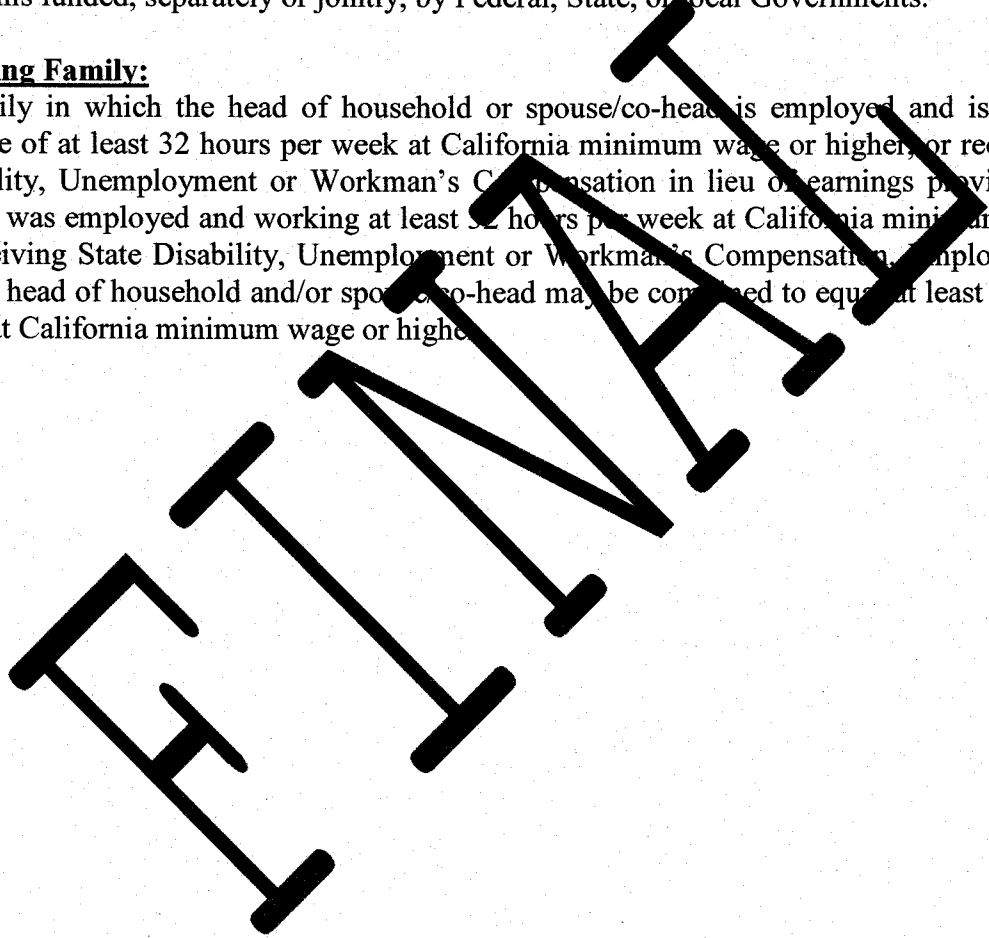 funded, separately or jointly, by Federal, State, or Local Governments.
ng Family:
ily in which the head of household or spouse/co-head is employed and is
e of at least 32 hours per week at California minimum wage or higher, or rec
lity, Unemployment or Workman's Compensation in lieu of earnings provi
was employed and working at least 32 hours per week at California minimum
eiving State Disability, Unemployment or Workman's Compensation. Emplo
head of household and/or spouse/co-head may be combined to equal at least
t California minimum wage or higher
FINAL